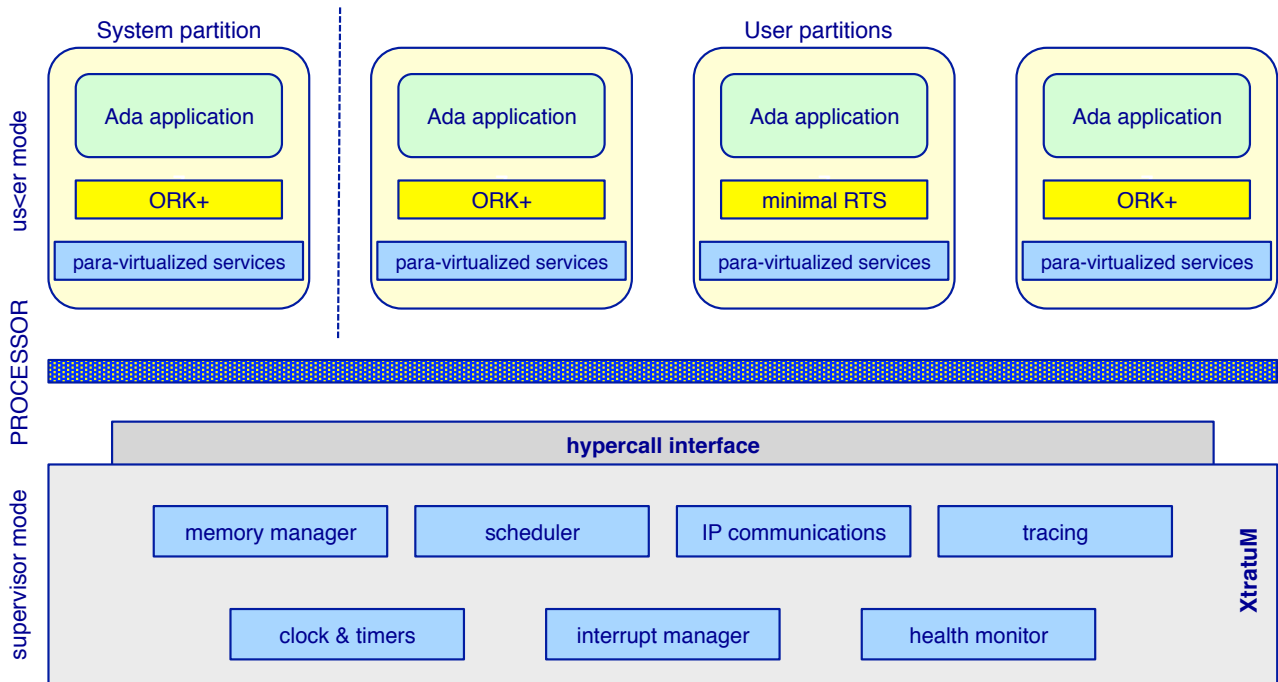 System partition
User partitions
Ada application
Ada application
Ada application
Ada application
us<er mode
ORK+
ORK+
minimal RTS
ORK+
para-virtualized services
para-virtualized services
para-virtualized services
para-virtualized services
PROCESSOR
hypercall interface
supervisor mode
memory manager
scheduler
IP communications
tracing
XtratuM
clock & timers
interrupt manager
health monitor